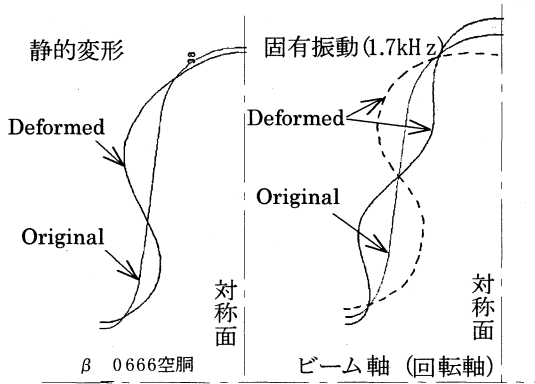 静的変形
38
Deformed
Original
対称面
β 0666空胴
固有振動(1.7kHz)
Deformed
Original
対称面
ビーム軸 (回転軸)